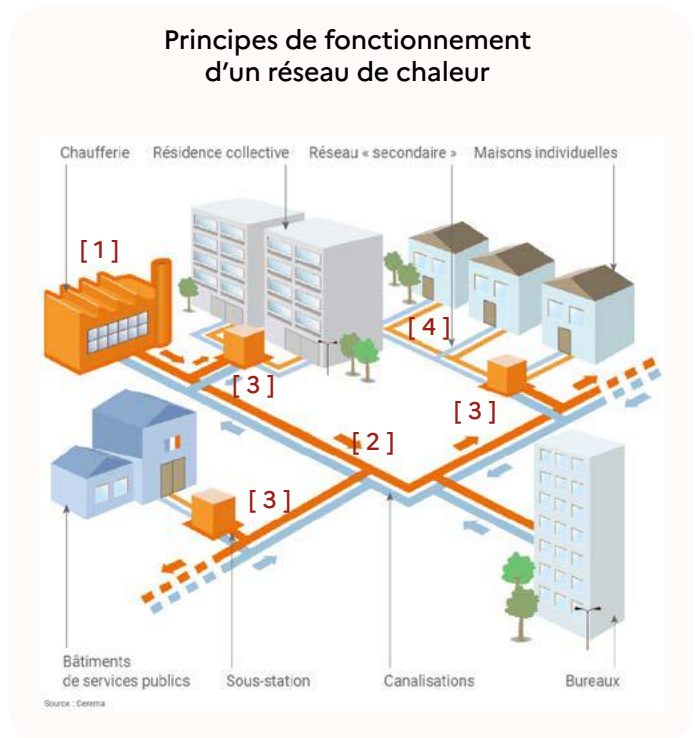 Principes de fonctionnement
d'un réseau de chaleur
Chaufferie
Résidence collective
Réseau « secondaire »
Maisons individuelles
[ 1 ]
[ 4 ]
[ 3 ]
[ 3 ]
[ 2 ]
[ 3 ]
Bâtiments
de services publics
Sous-station
Canalisations
Bureaux
Source : Cerema